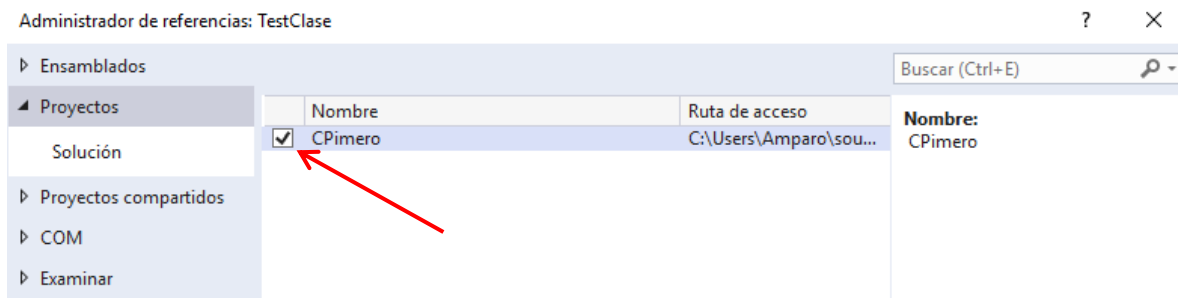 Administrador de referencias: TestClase
?
Ensamblados
Buscar (Ctrl+E)
Proyectos
Nombre
Ruta de acceso
Nombre:
CPimero
C:\Users\Amparo\sou...
CPimero
Solución
Proyectos compartidos
COM
Examinar